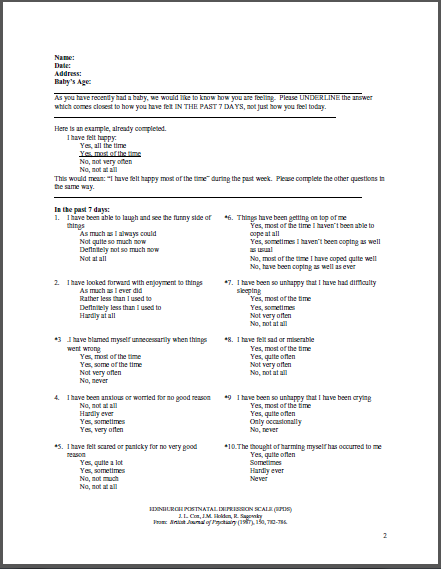 Name:
Date:
Address:
Baby's Age:
As you have recently had a baby, we would like to know how you are feeling. Please UNDERLINE the answer
which comes closest to how you have felt IN THE PAST 7 DAYS, not just how you feel today.
Here is an example, already completed.
I have felt happy:
Yes, all the time
Yes, most of the time
No, not very often
No, not at all
This would mean: "I have felt happy most of the time" during the past week. Please complete the other questions in
the same way.
In the past 7 days:
1. I have been able to laugh and see the funny side of
things
As much as I always could
Not quite so much now
Definitely not so much now
Not at all
2. I have looked forward with enjoyment to things
As much as I ever did
Rather less than I used to
Definitely less than I used to
Hardly at all
*3 .I have blamed myself unnecessarily when things
went wrong
Yes, most of the time
Yes, some of the time
Not very often
No, never
4. I have been anxious or worried for no good reason
No, not at all
Hardly ever
Yes, sometimes
Yes, very often
*5. I have felt scared or panicky for no very good
reason
Yes, quite a lot
Yes, sometimes
No, not much
No, not at all
*6. Things have been getting on top of me
Yes, most of the time I haven't been able to
cope at all
Yes, sometimes I haven't been coping as well
as usual
No, most of the time I have coped quite well
No, have been coping as well as ever
*7. I have been so unhappy that I have had difficulty
sleeping
Yes, most of the time
Yes, sometimes
Not very often
No, not at all
*8. I have felt sad or miserable
Yes, most of the time
Yes, quite often
Not very often
No, not at all
*9 I have been so unhappy that I have been crying
Yes, most of the time
Yes, quite often
Only occasionally
No, never
*10. The thought of harming myself has occurred to me
Yes, quite often
Sometimes
Hardly ever
Never
EDINBURGH POSTNATAL DEPRESSION SCALE (EPDS)
J. L. Cox, J.M. Holden, R. Sagovsky
From: British Journal of Psychiatry (1987), 150, 782-786.
2